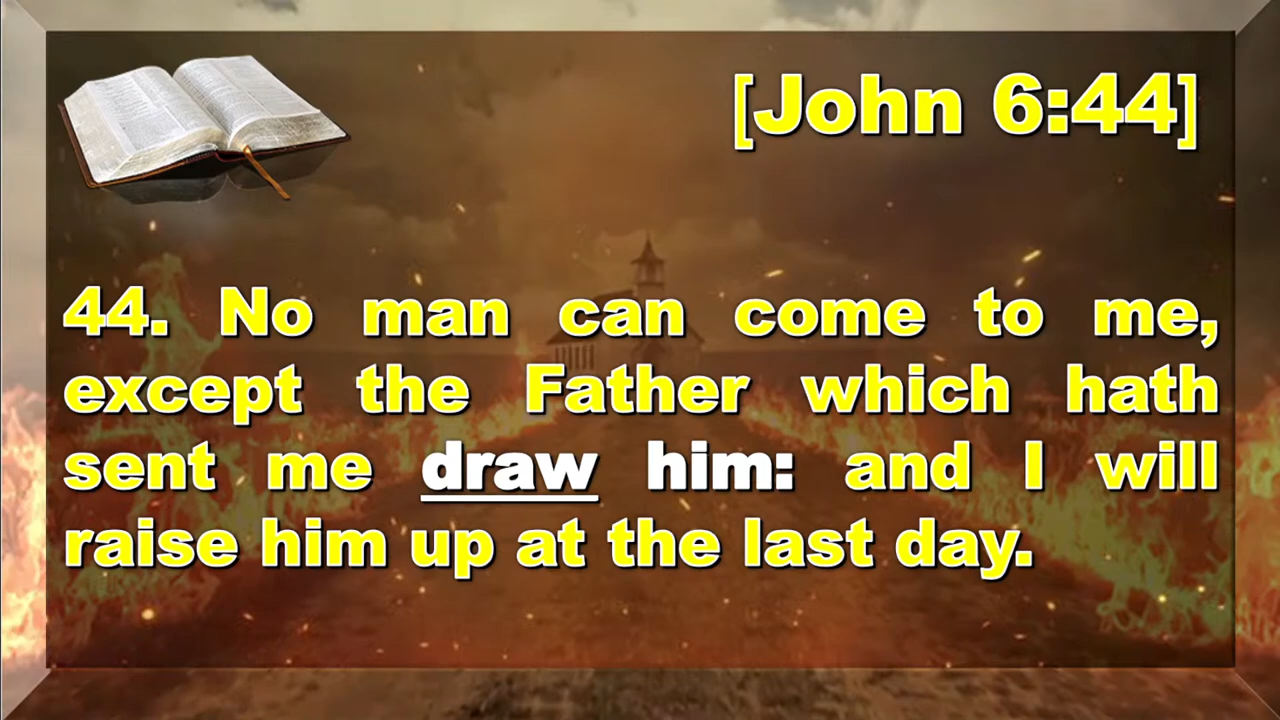 [John 6:44]
44. No man can come to me,
except the Father which hath
sent me draw him: and I will
raise him up at the last day.